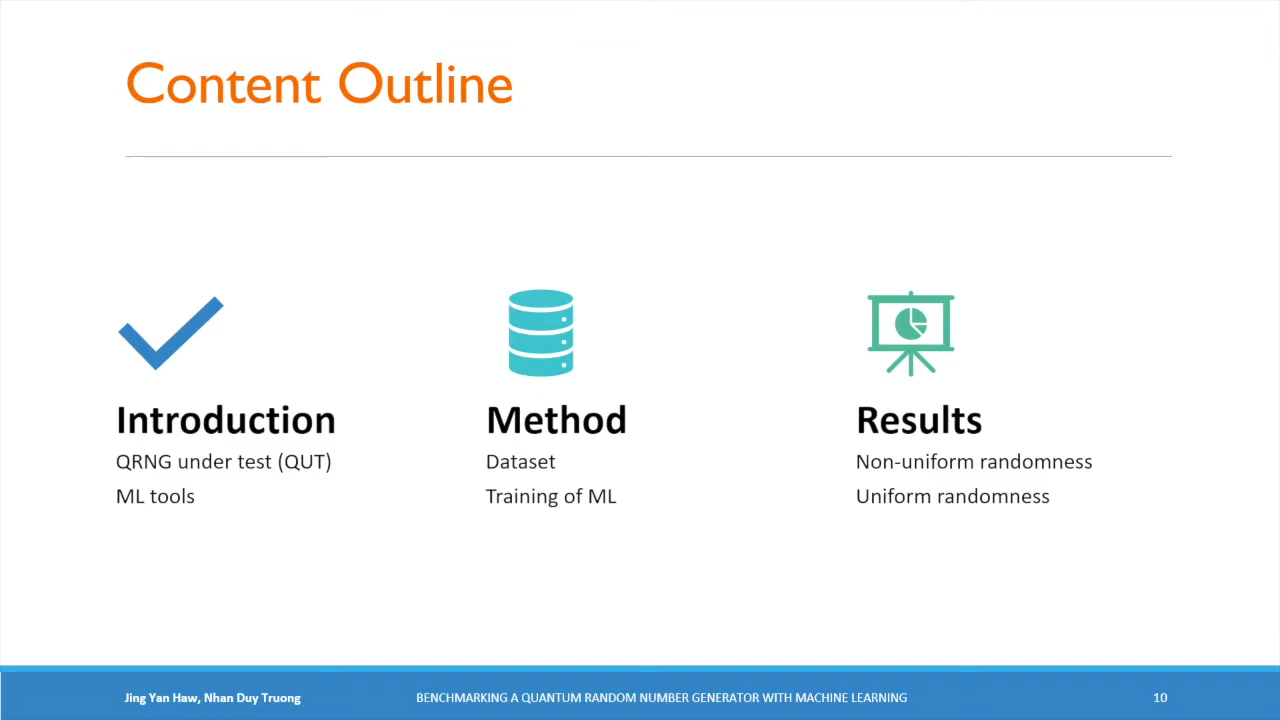 Content Outline
Introduction
QRNG under test (QUT)
ML tools
Method
Dataset
Training of ML
Results
Non-uniform randomness
Uniform randomness
Jing Yan Haw, Nhan Duy Truong
BENCHMARKING A QUANTUM RANDOM NUMBER GENERATOR WITH MACHINE LEARNING
10